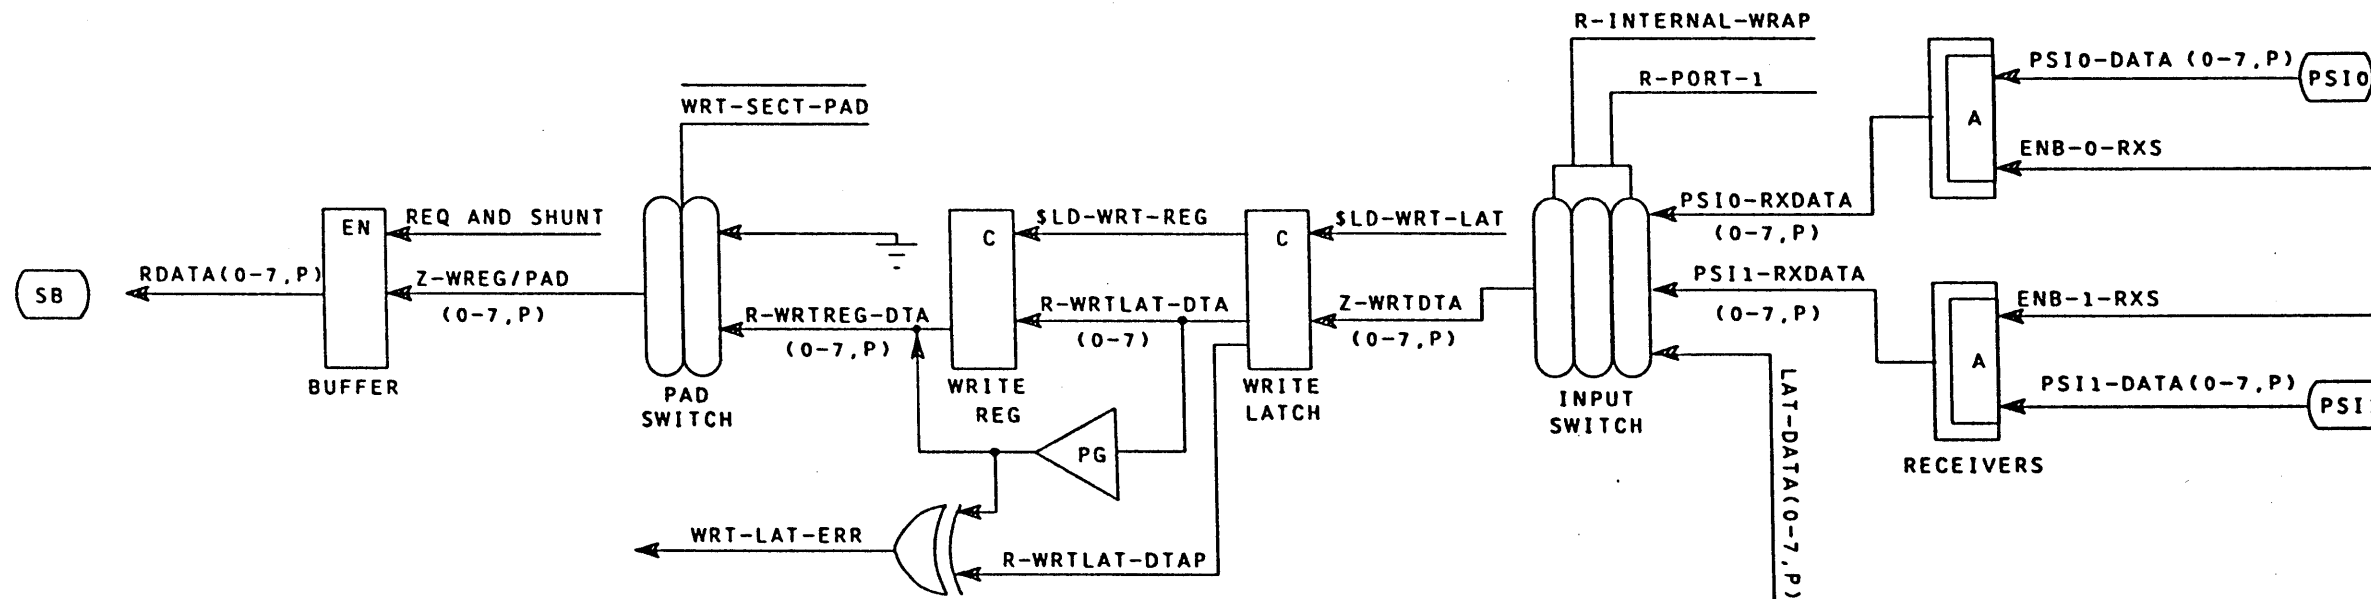 R-INTERNAL-WRAP
R-PORT-1
WRT-SECT-PAD
PSI0-DATA (0-7,P)
PSI0
A
ENB-0-RXS
PSI0-RXDATA
(0-7,P)
PSI1-RXDATA
(0-7,P)
ENB-1-RXS
A
PSI1-DATA(0-7,P)
PSI
RECEIVERS
SB
RDATA(0-7,P)
EN
BUFFER
REQ AND SHUNT
Z-WREG/PAD
(0-7,P)
PAD
SWITCH
R-WRTREG-DTA
(0-7,P)
C
WRITE
REG
$LD-WRT-REG
R-WRTLAT-DTA
(0-7)
C
WRITE
LATCH
$LD-WRT-LAT
Z-WRTDTA
(0-7,P)
INPUT
SWITCH
LAT-DATA(0-7,P)
PG
WRT-LAT-ERR
R-WRTLAT-DTAP